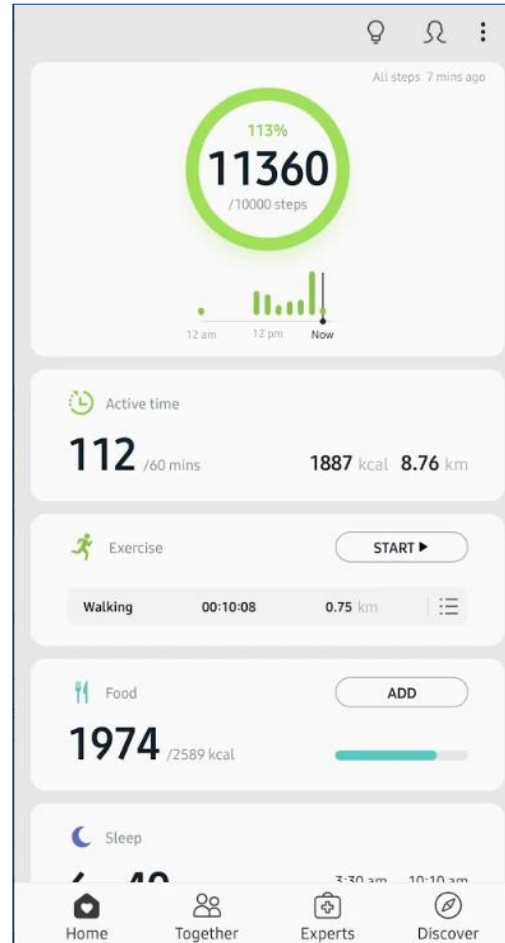 All steps 7 mins ago
113%
11360
/10000 steps
12 am 12 pm Now
Active time
112 /60 mins 1887 kcal 8.76 km
Exercise START
Walking 00:10:08 0.75 km
Food ADD
1974 /2589 kcal
Sleep
3:30 am 10:10 am
Home Together Experts Discover